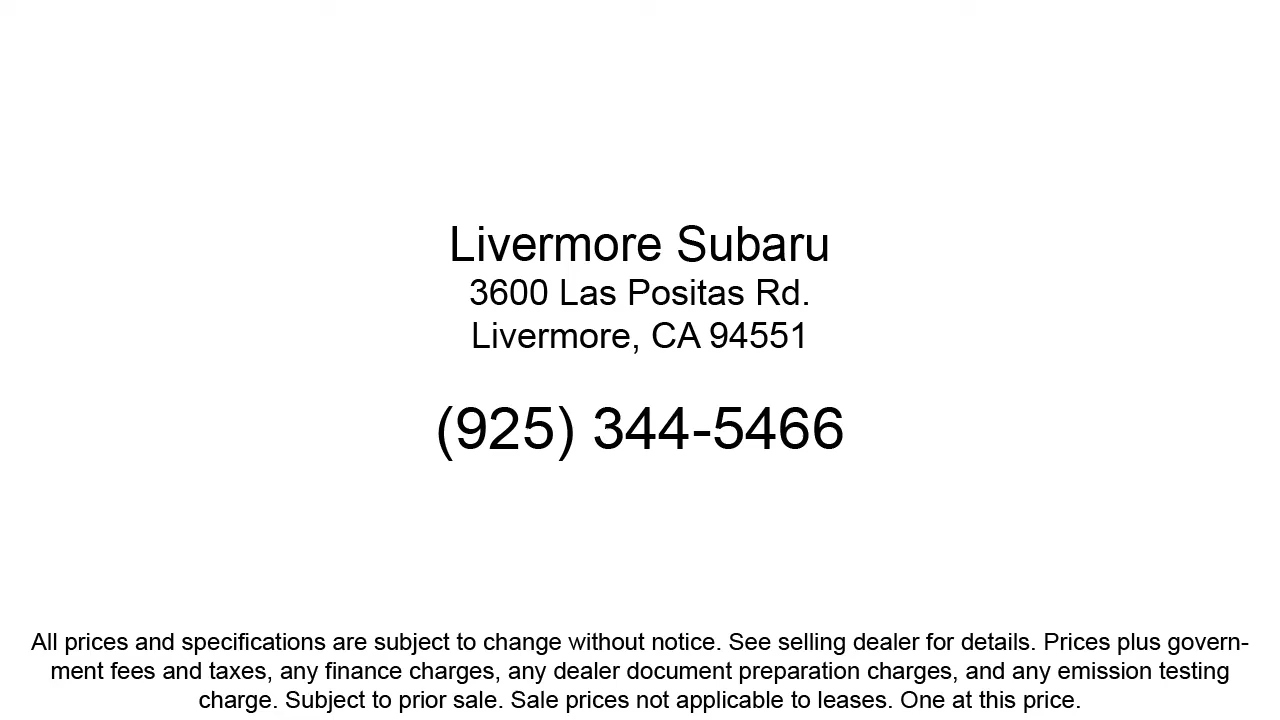 Livermore Subaru
3600 Las Positas Rd.
Livermore, CA 94551
(925) 344-5466
All prices and specifications are subject to change without notice. See selling dealer for details. Prices plus govern-
ment fees and taxes, any finance charges, any dealer document preparation charges, and any emission testing
charge. Subject to prior sale. Sale prices not applicable to leases. One at this price.